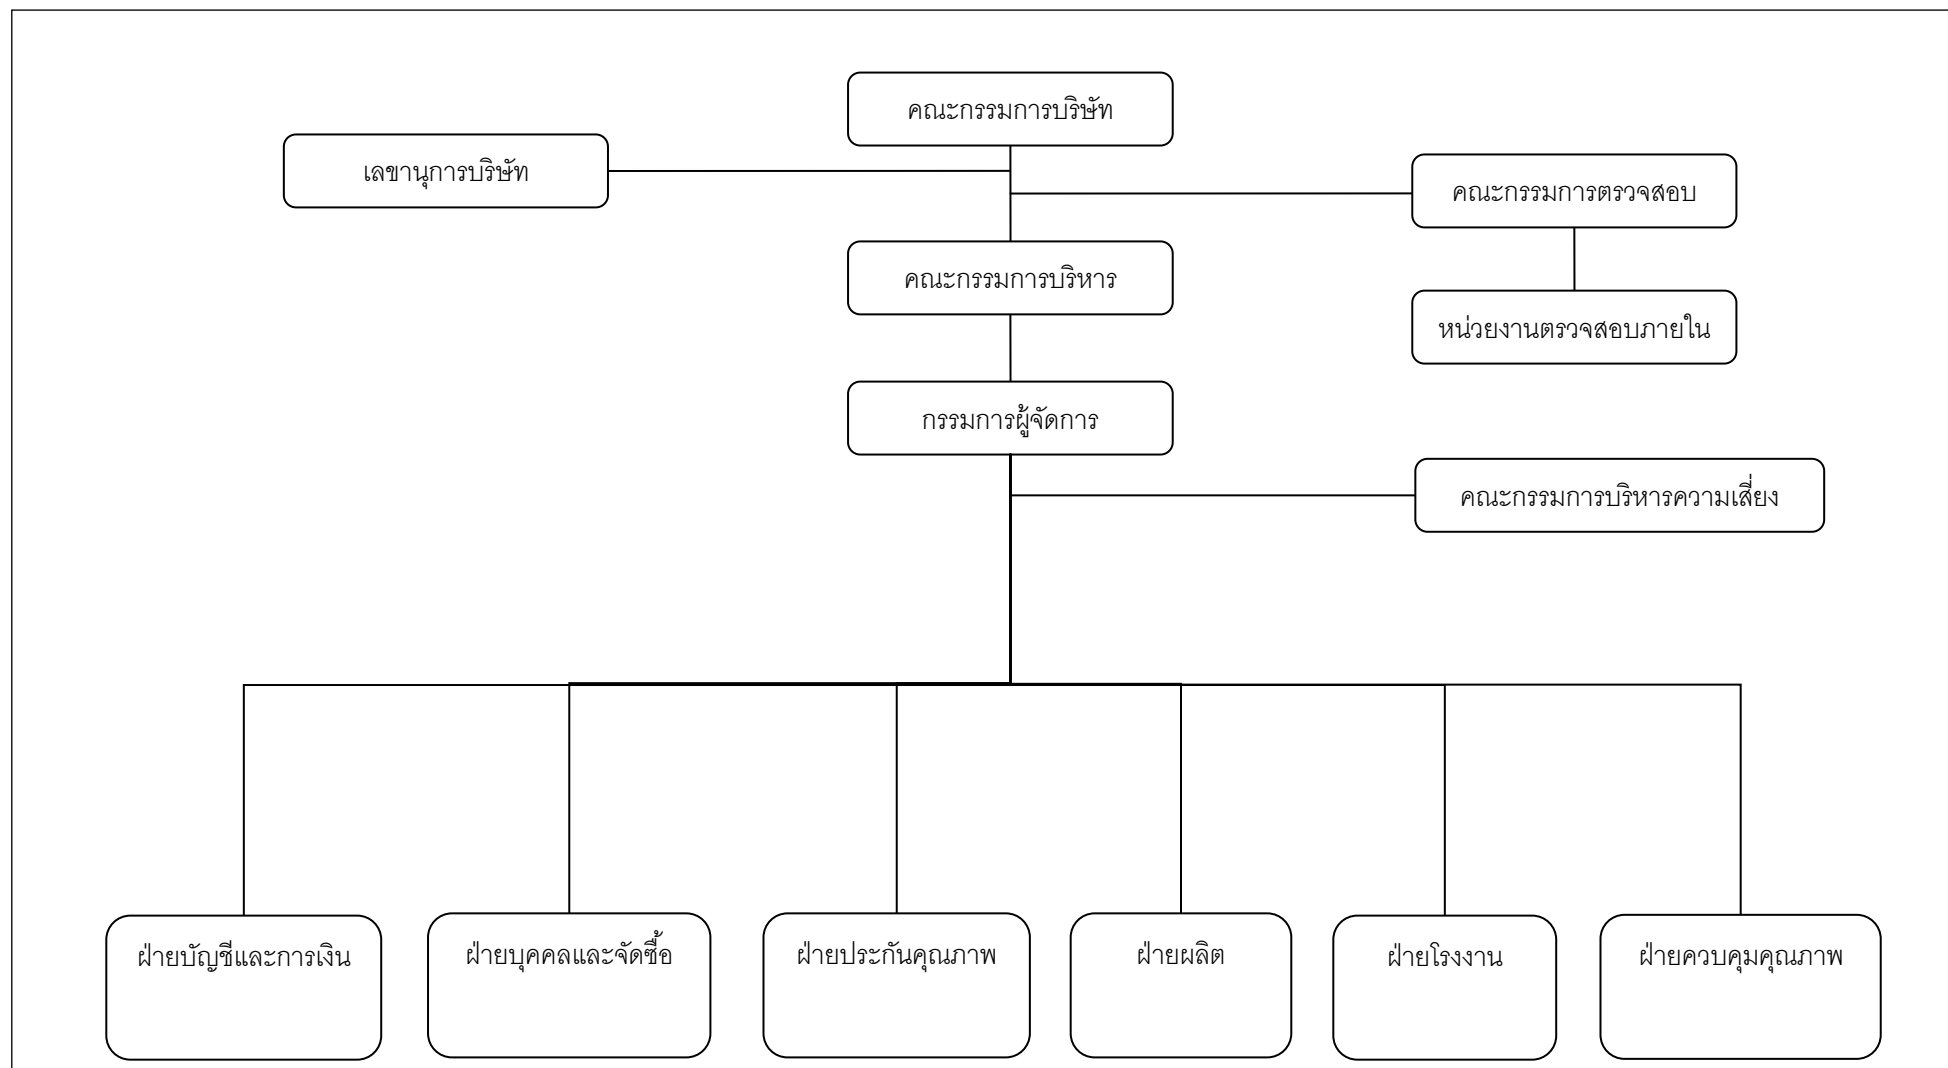 คณะกรรมการบริษัท
เลขานุการบริษัท
คณะกรรมการตรวจสอบ
คณะกรรมการบริหาร
หน่วยงานตรวจสอบภายใน
กรรมการผู้จัดการ
คณะกรรมการบริหารความเสี่ยง
ฝ่ายบัญชีและการเงิน
ฝ่ายบุคคลและจัดซื้อ
ฝ่ายประกันคุณภาพ
ฝ่ายผลิต
ฝ่ายโรงงาน
ฝ่ายควบคุมคุณภาพ